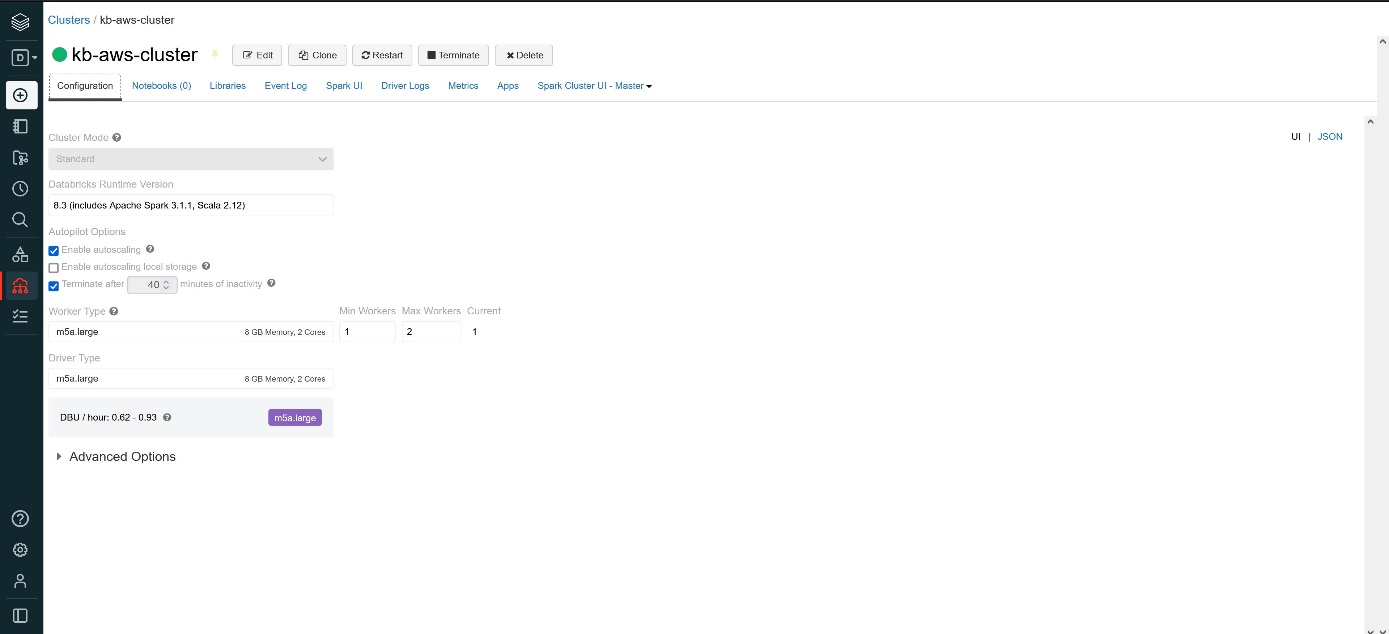 Clusters / kb-aws-cluster
D
kb-aws-cluster Edit Clone Restart Terminate Delete
Configuration Notebooks (0) Libraries Event Log Spark UI Driver Logs Metrics Apps Spark Cluster UI - Master
Cluster Mode ? UI | JSON
Standard
Databricks Runtime Version
8.3 (includes Apache Spark 3.1.1, Scala 2.12)
Autopilot Options
Enable autoscaling ?
Enable autoscaling local storage ?
Terminate after 40 minutes of inactivity ?
Worker Type ? Min Workers Max Workers Current
m5a.large 8 GB Memory, 2 Cores 1 2 1
Driver Type
m5a.large 8 GB Memory, 2 Cores
DBU / hour: 0.62 - 0.93 ? m5a.large
Advanced Options